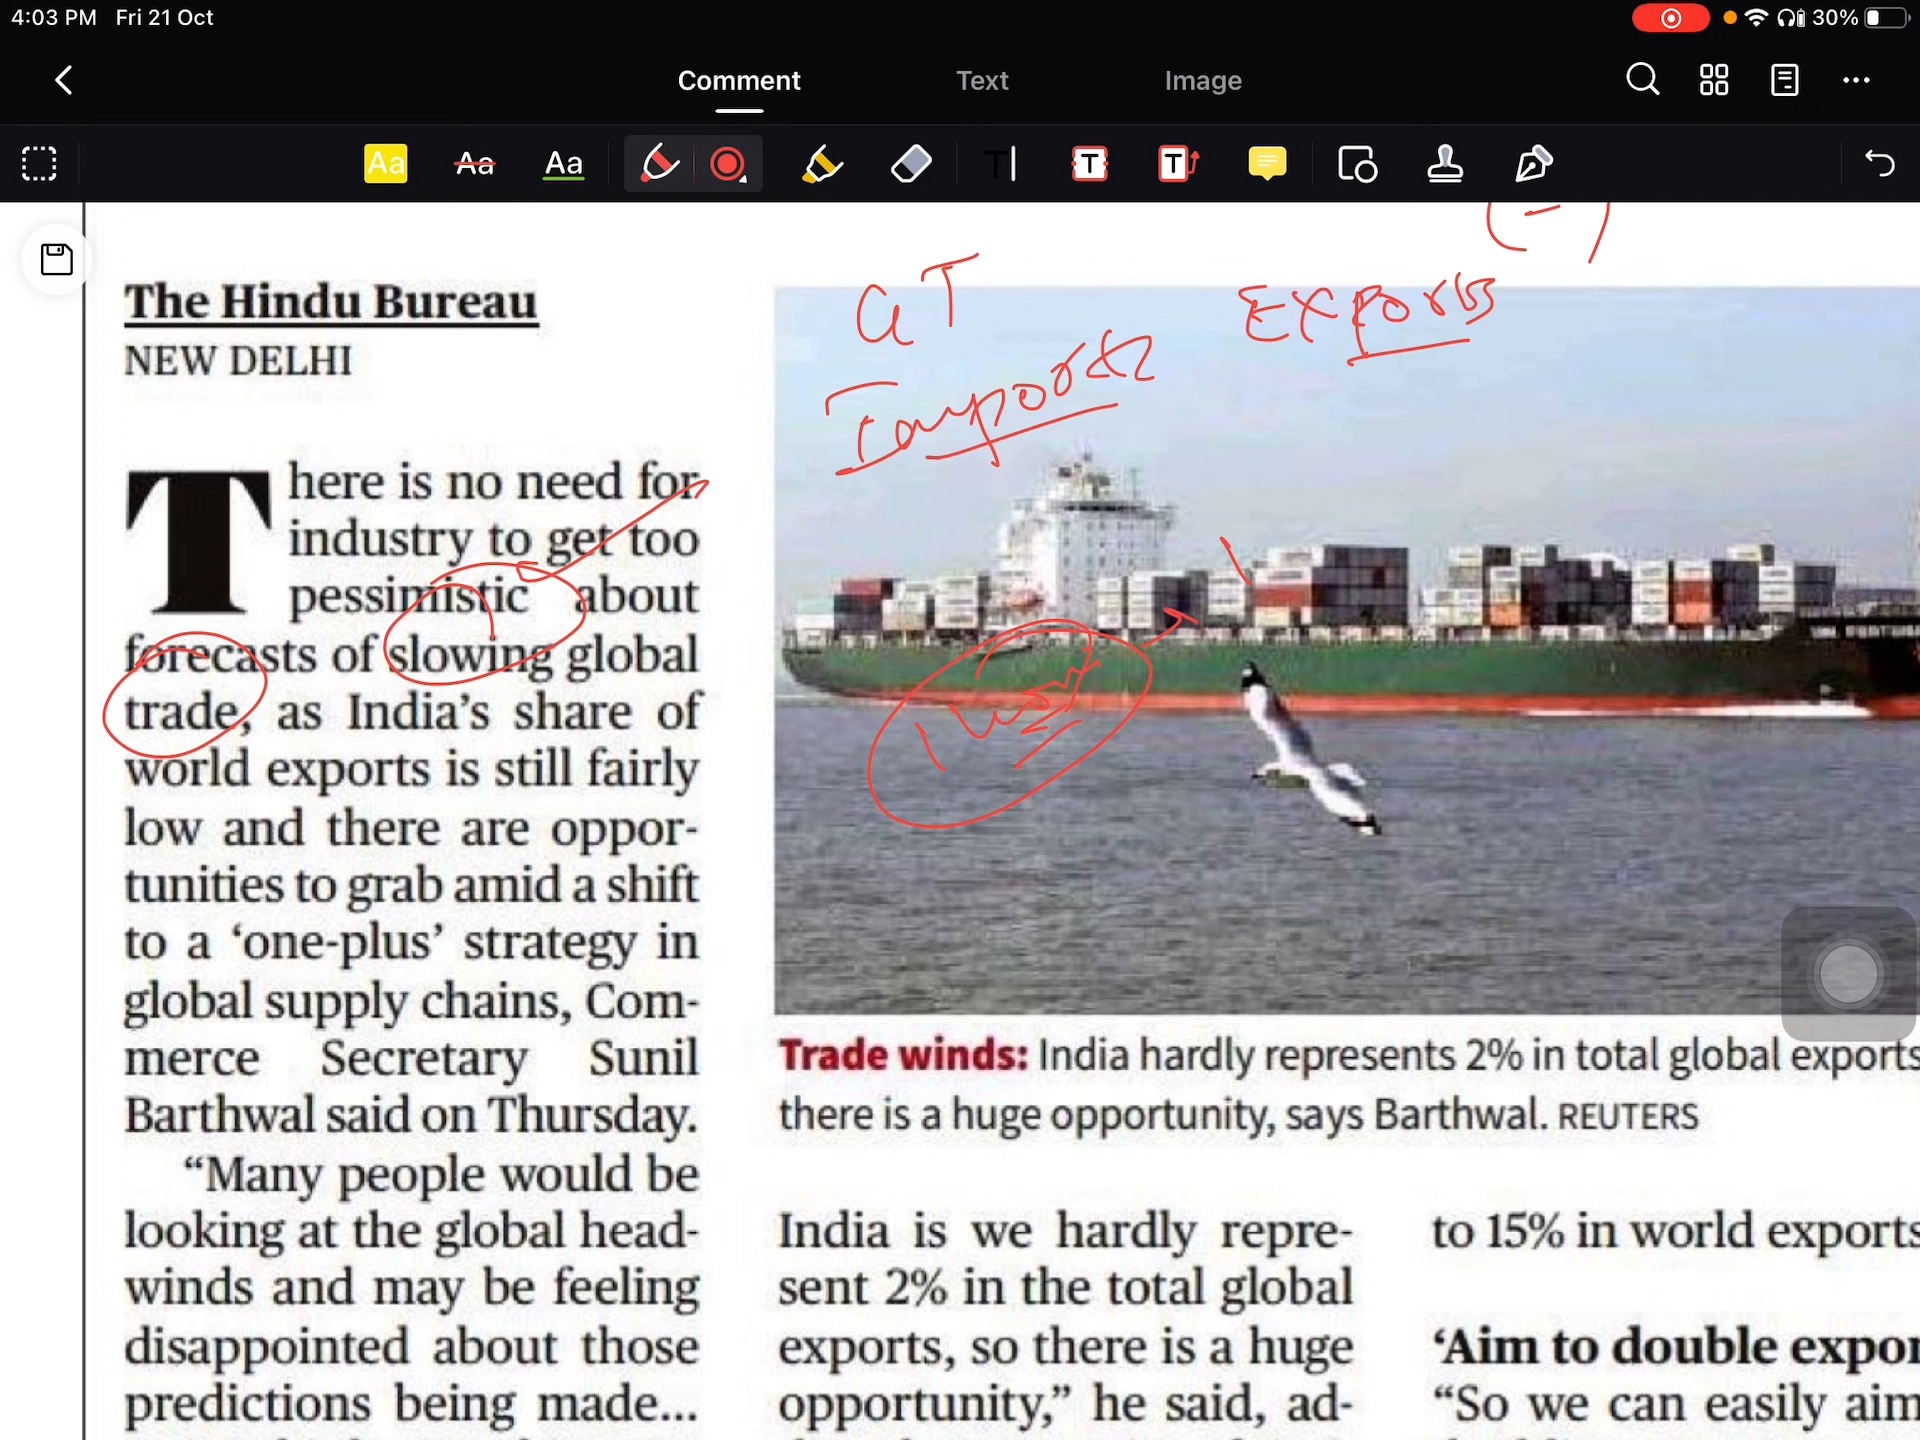 4:03 PM Fri 21 Oct
30%
Comment Text Image
Aa Aa Aa T T T
(-)
The Hindu Bureau
NEW DELHI
GT
Exports
Imports
There is no need for
industry to get too
pessimistic about
forecasts of slowing global
trade, as India's share of
world exports is still fairly
low and there are oppor-
tunities to grab amid a shift
to a 'one-plus' strategy in
global supply chains, Com-
merce Secretary Sunil
Barthwal said on Thursday.
"Many people would be
looking at the global head-
winds and may be feeling
disappointed about those
predictions being made...
Trade winds: India hardly represents 2% in total global exports
there is a huge opportunity, says Barthwal. REUTERS
India is we hardly repre-
sent 2% in the total global
exports, so there is a huge
opportunity," he said, ad-
to 15% in world exports
'Aim to double expor
"So we can easily aim